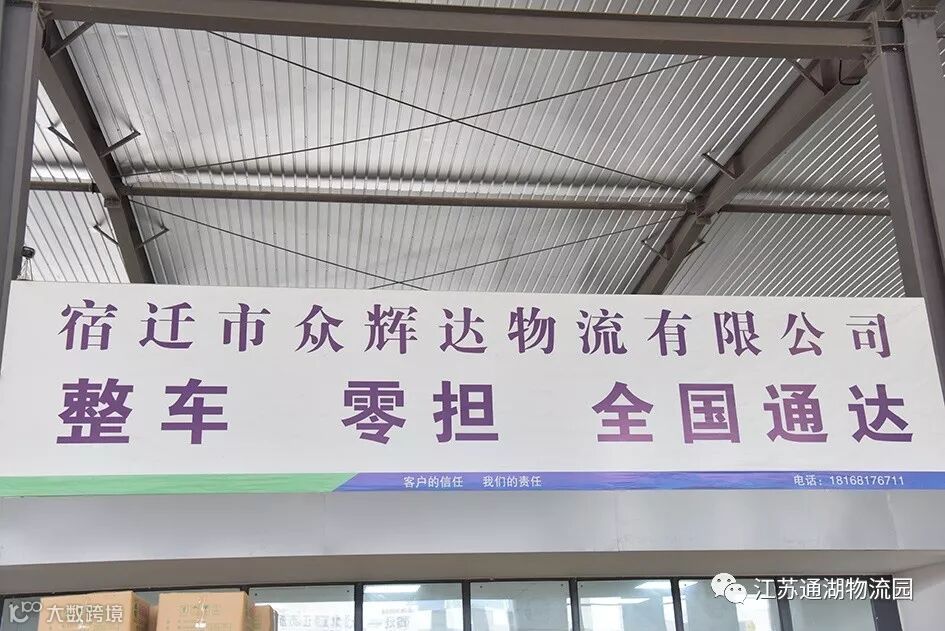 宿迁市众辉达物流有限公司
整车 零担 全国通达
客户的信任 我们的责任
电话：18168176711
江苏通湖物流园
大数跨境